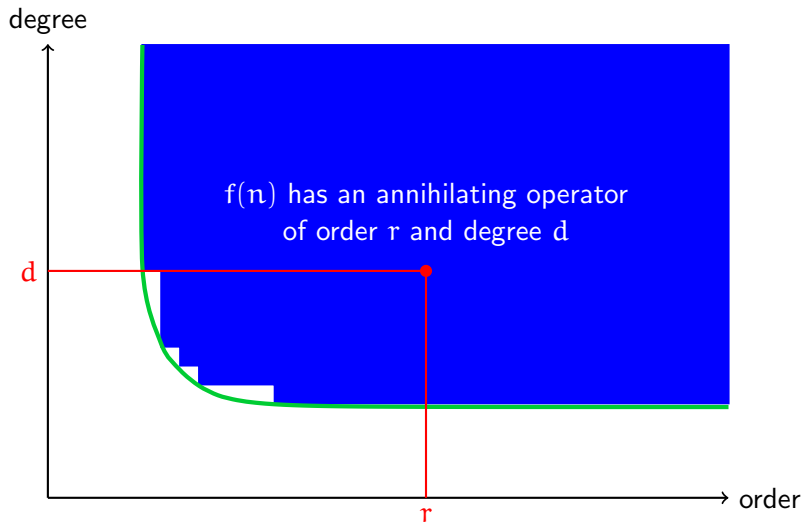 degree
f(n) has an annihilating operator
of order r and degree d
d
order
r